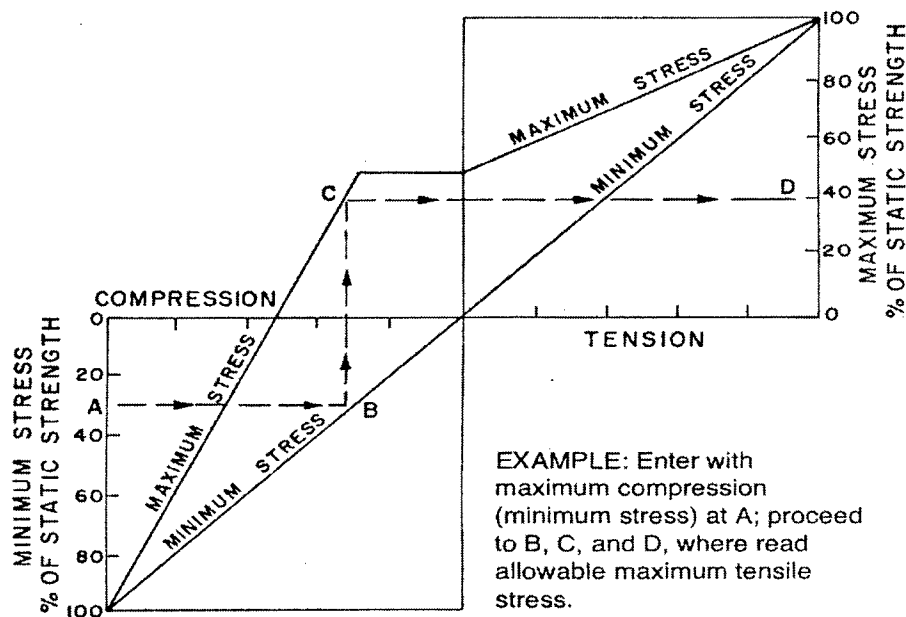 100
80
60
40
20
0
MAXIMUM STRESS
% OF STATIC STRENGTH
MAXIMUM STRESS
MINIMUM STRESS
C
D
COMPRESSION
TENSION
0
20
40
60
80
100
MINIMUM STRESS
% OF STATIC STRENGTH
A
B
MAXIMUM STRESS
MINIMUM STRESS
EXAMPLE: Enter with
maximum compression
(minimum stress) at A; proceed
to B, C, and D, where read
allowable maximum tensile
stress.